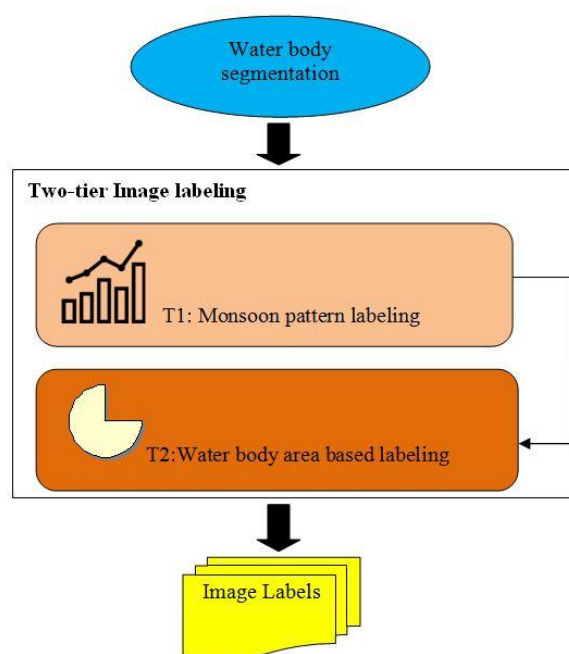 Water body
segmentation
Two-tier Image labeling
T1: Monsoon pattern labeling
T2:Water body area based labeling
Image Labels